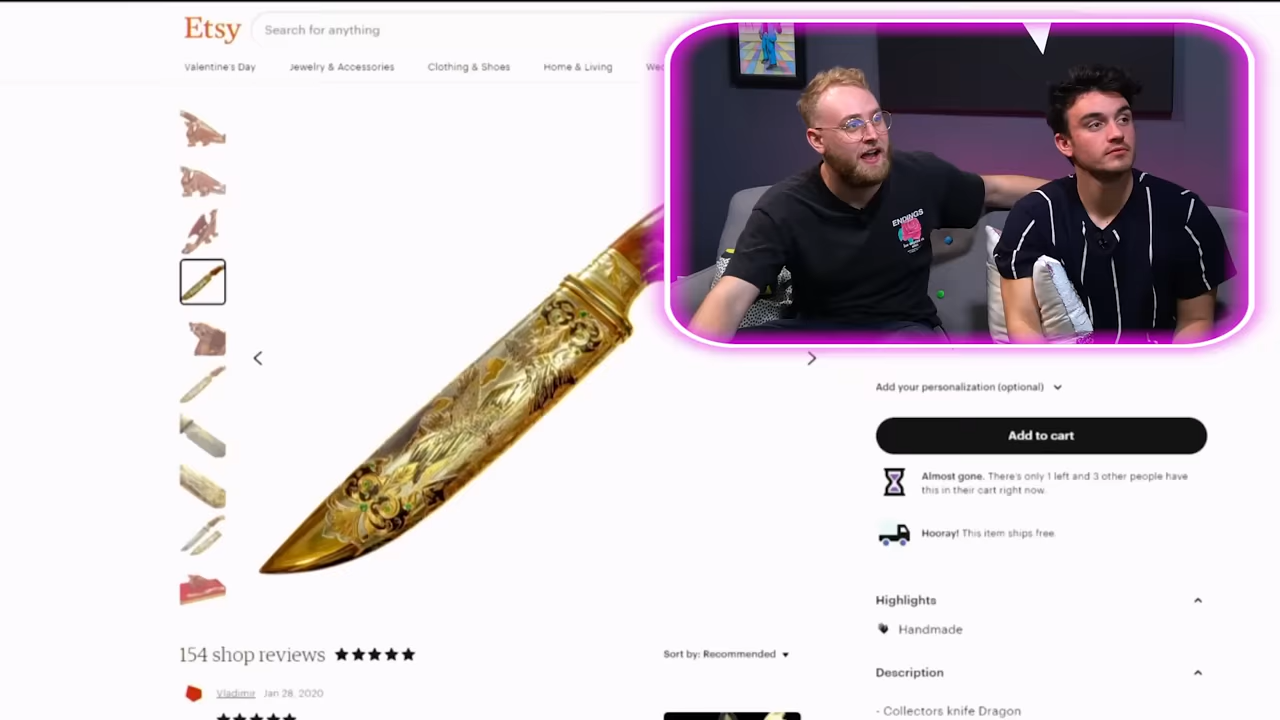 Etsy
Search for anything
Valentine's Day
Jewelry & Accessories
Clothing & Shoes
Home & Living
ENDINGS
Add your personalization (optional)
Add to cart
Almost gone. There's only 1 left and 3 other people have
this in their cart right now.
Hooray! This item ships free.
Highlights
Handmade
154 shop reviews
Sort by: Recommended
Description
Vladimir Jan 28, 2020
- Collectors knife Dragon